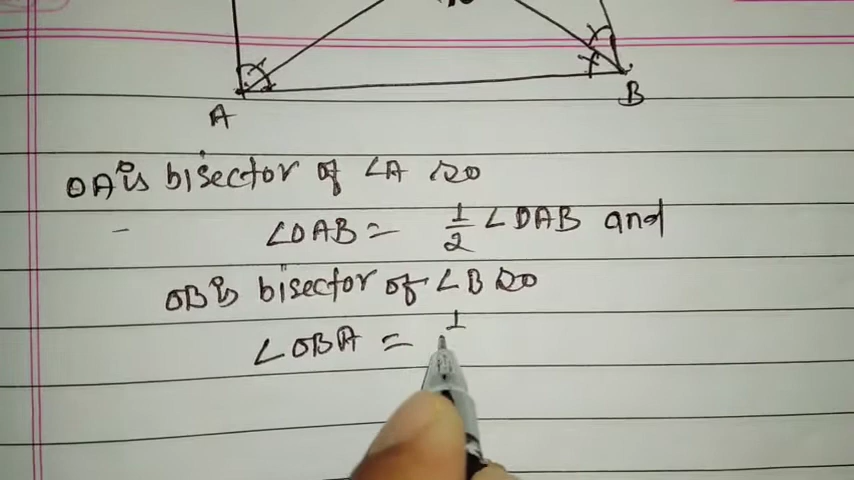 A
B
OA is bisector of ∠A so
∠OAB = 1/2 ∠DAB and
OB is bisector of ∠B so
∠OBA = 1